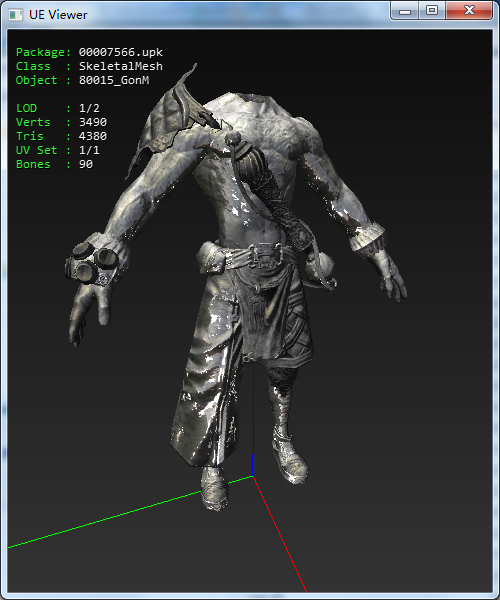 UE Viewer
Package: 00007566.upk
Class  : SkeletalMesh
Object : 80015_GonM
LOD    : 1/2
Verts  : 3490
Tris   : 4380
UV Set : 1/1
Bones  : 90